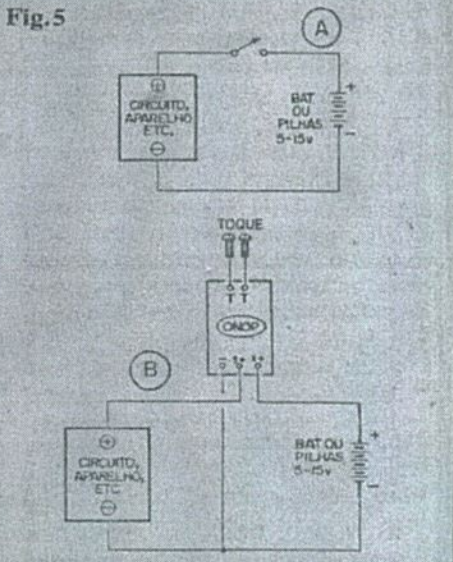 Fig.5
A
+
CIRCUITO,
APARELHO
ETC.
−
BAT
OU
PILHAS
5-15v
+
−
TOQUE
T T
ONOP
B
+
CIRCUITO,
APARELHO,
ETC
−
BAT OU
PILHAS
5-15v
+
−